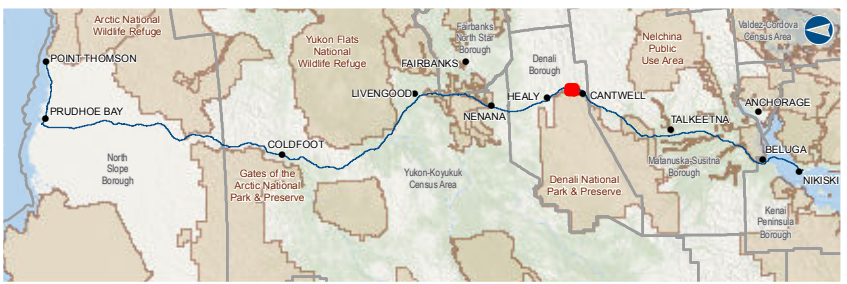 Arctic National
Wildlife Refuge
POINT THOMSON
PRUDHOE BAY
North
Slope
Borough
Yukon Flats
National
Wildlife Refuge
COLDFOOT
Gates of the
Arctic National
Park & Preserve
LIVENGOOD
FAIRBANKS
Fairbanks
North Star
Borough
NENANA
Yukon-Koyukuk
Census Area
Denali
Borough
HEALY
CANTWELL
Denali National
Park & Preserve
Nelchina
Public
Use Area
TALKEETNA
Matanuska-Susitna
Borough
Valdez-Cordova
Census Area
ANCHORAGE
BELUGA
NIKISKI
Kenai
Peninsula
Borough